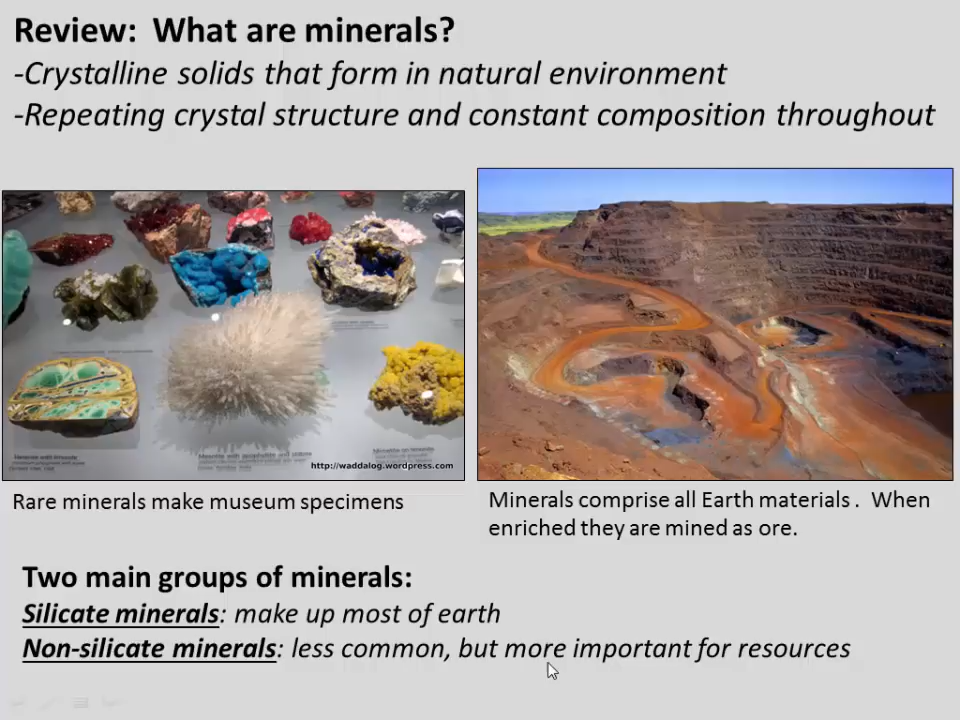 Review:  What are minerals?
-Crystalline solids that form in natural environment
-Repeating crystal structure and constant composition throughout
http://waddalog.wordpress.com
Rare minerals make museum specimens
Minerals comprise all Earth materials .  When
enriched they are mined as ore.
Two main groups of minerals:
Silicate minerals: make up most of earth
Non-silicate minerals: less common, but more important for resources